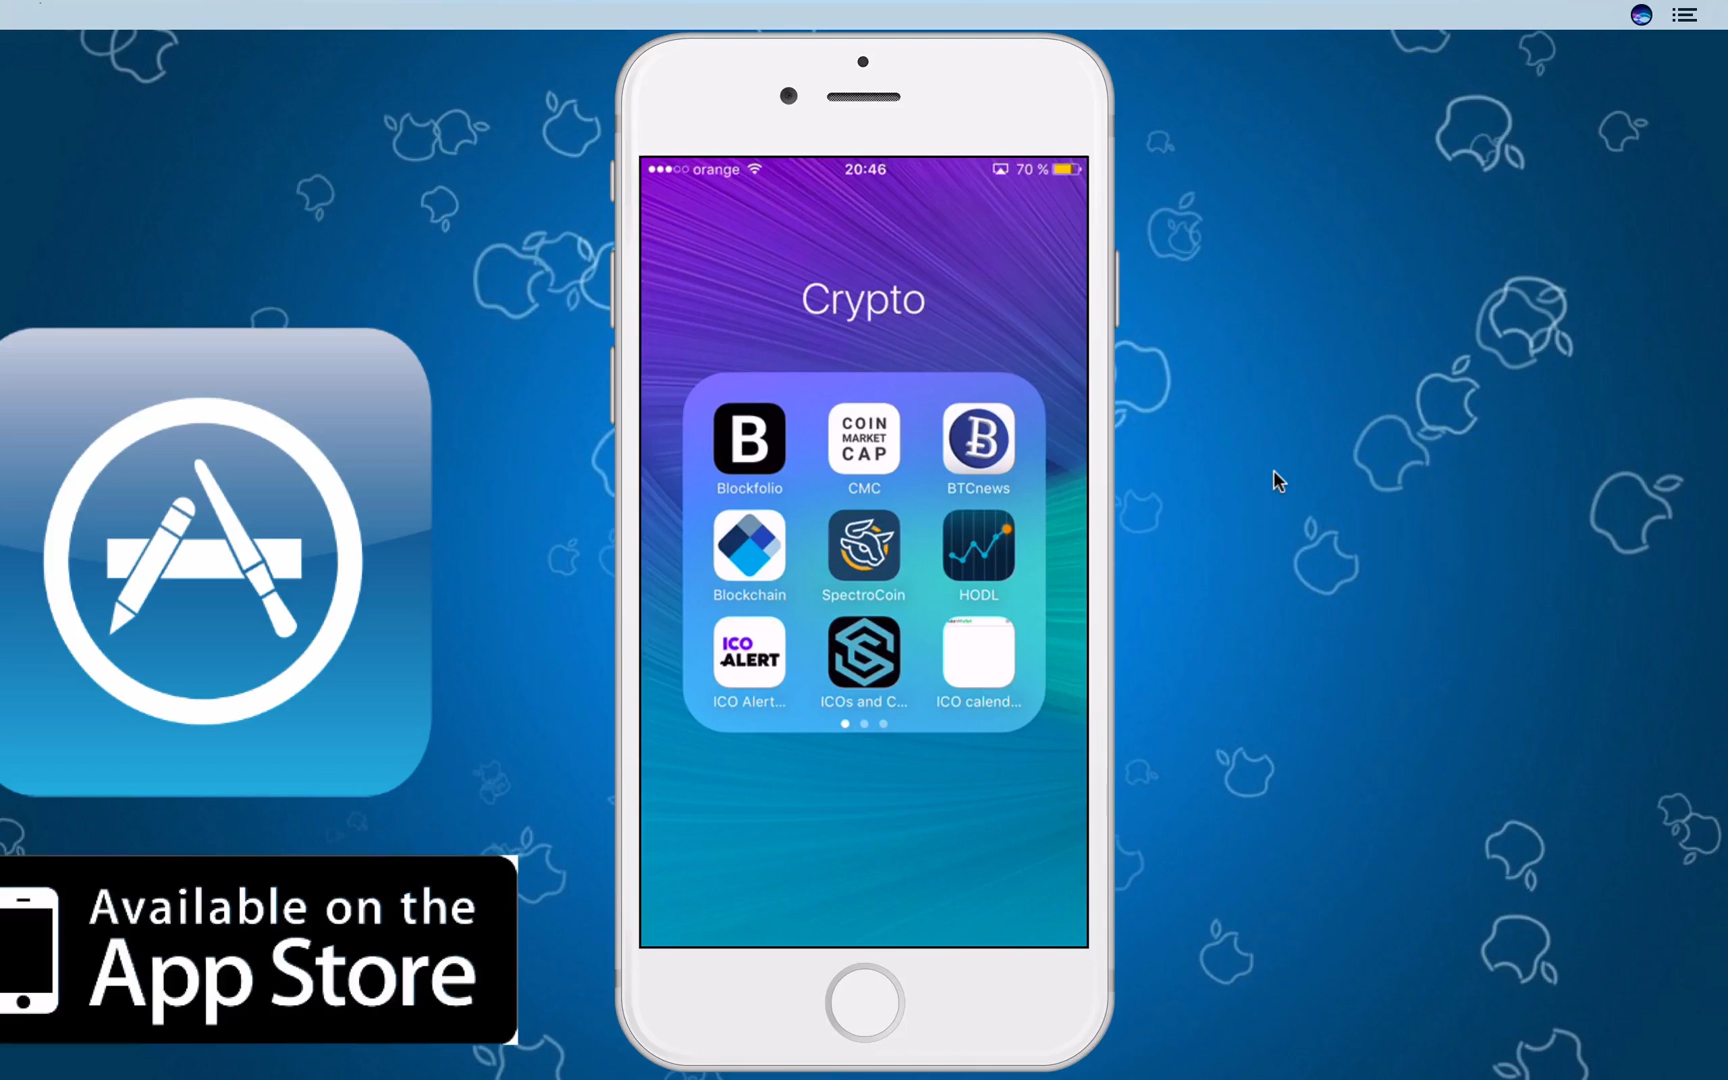 orange 20:46 70 %
Crypto
B
COIN
MARKET
CAP
B
Blockfolio CMC BTCnews
Blockchain SpectroCoin HODL
ICO
ALERT
ICO Alert... ICOs and C... ICO calend...
Available on the
App Store